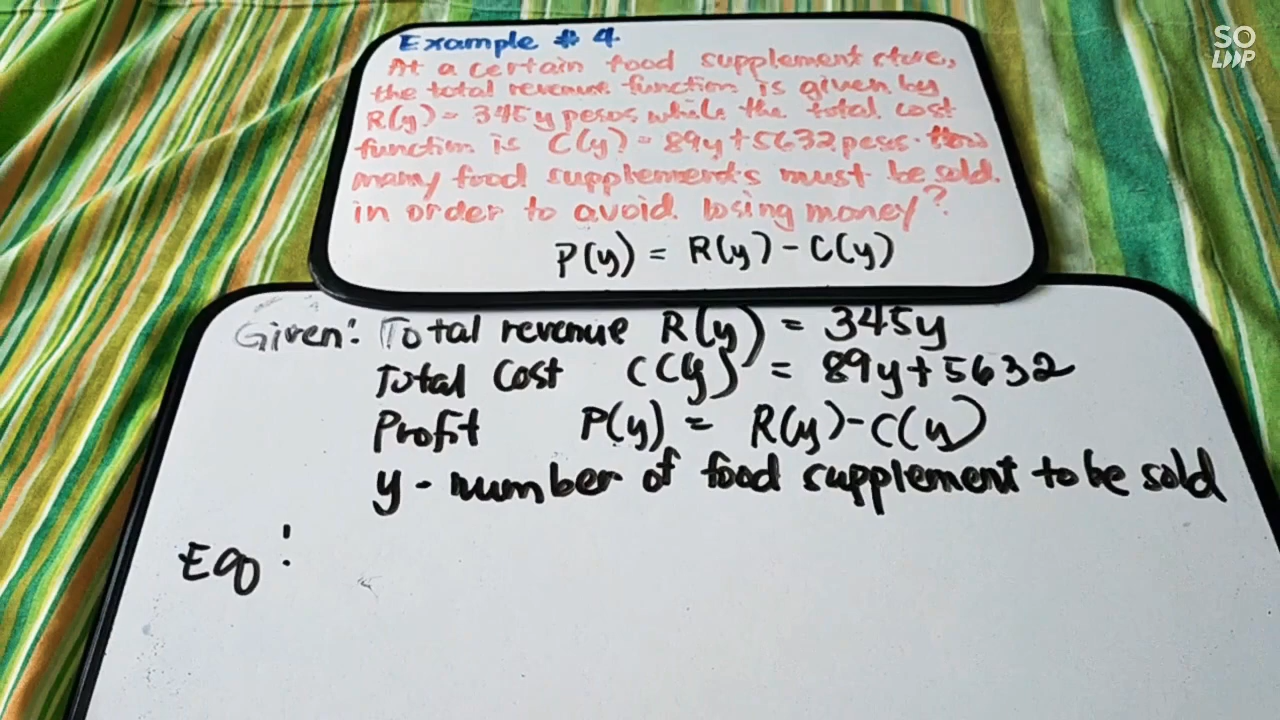 SO
LOOP
Example # 4
At a certain food supplement store,
the total revenue function is given by
R(y) = 345y pesos while the total cost
function is C(y) = 89y+5632 pesos. How
many food supplements must be sold
in order to avoid losing money?
P(y) = R(y) - C(y)
Given: Total revenue R(y) = 345y
Total Cost C(y) = 89y+5632
Profit P(y) = R(y)-C(y)
y - number of food supplement to be sold
Eq: